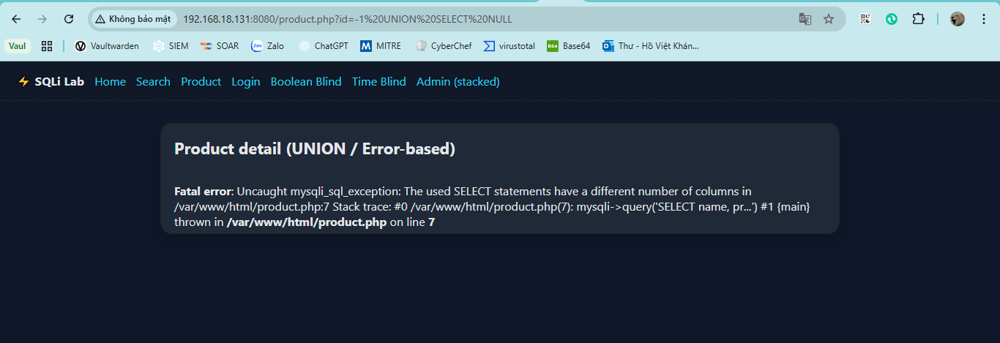 Không bảo mật 192.168.18.131:8080/product.php?id=-1%20UNION%20SELECT%20NULL
Vaul Vaultwarden SIEM SOAR Zalo ChatGPT MITRE CyberChef virustotal B64 Base64 Thư - Hồ Việt Khán...
⚡ SQLi Lab Home Search Product Login Boolean Blind Time Blind Admin (stacked)
Product detail (UNION / Error-based)
Fatal error: Uncaught mysqli_sql_exception: The used SELECT statements have a different number of columns in
/var/www/html/product.php:7 Stack trace: #0 /var/www/html/product.php(7): mysqli->query('SELECT name, pr...') #1 {main}
thrown in /var/www/html/product.php on line 7